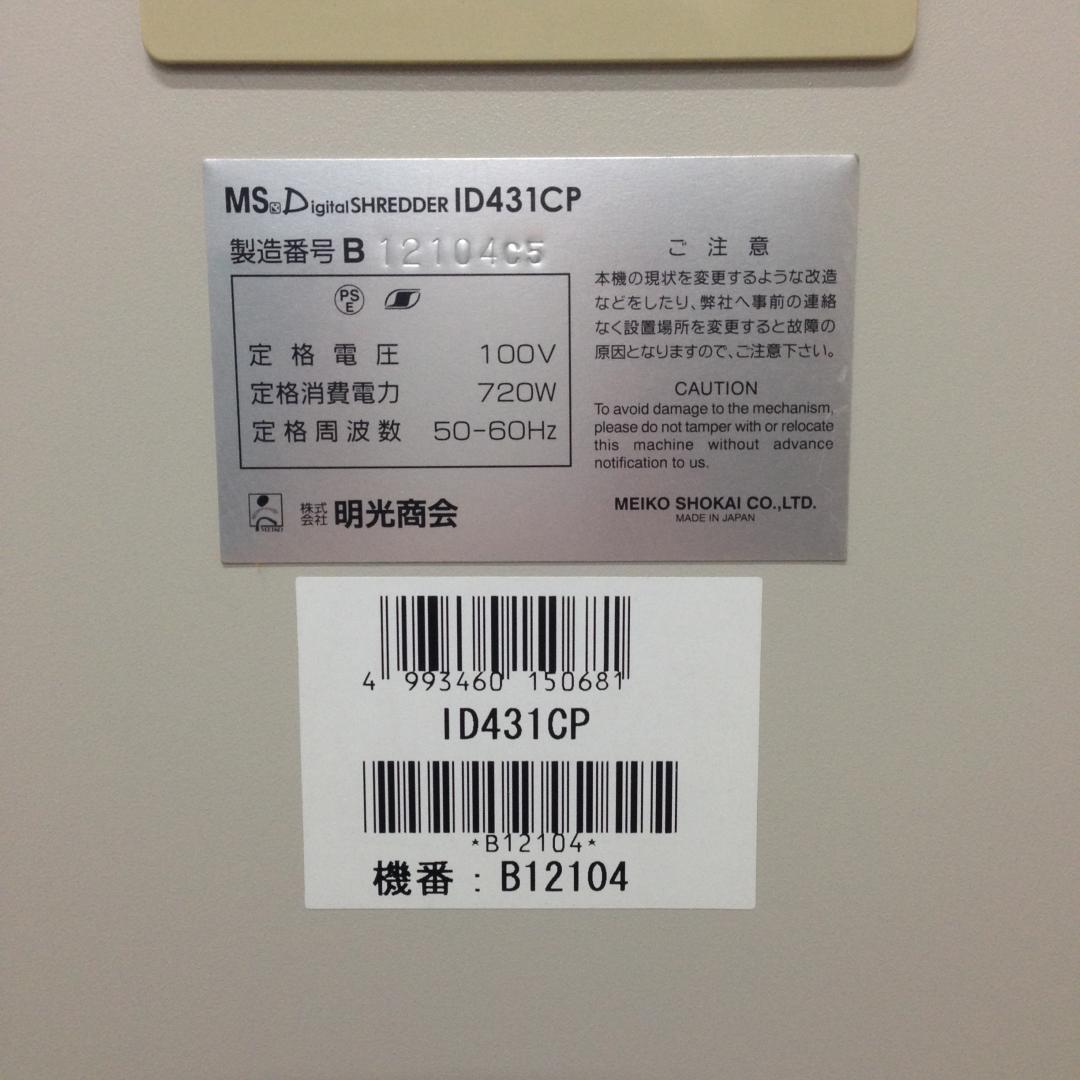 MS Digital SHREDDER ID431CP
製造番号 B 12104C5
PS
E
定格電圧 100V
定格消費電力 720W
定格周波数 50-60Hz
株式
会社 明光商会
ご注意
本機の現状を変更するような改造
などをしたり、弊社へ事前の連絡
なく設置場所を変更すると故障の
原因となりますので、ご注意下さい。
CAUTION
To avoid damage to the mechanism,
please do not tamper with or relocate
this machine without advance
notification to us.
MEIKO SHOKAI CO.,LTD.
MADE IN JAPAN
4 993460 150681
ID431CP
*B12104*
機番：B12104